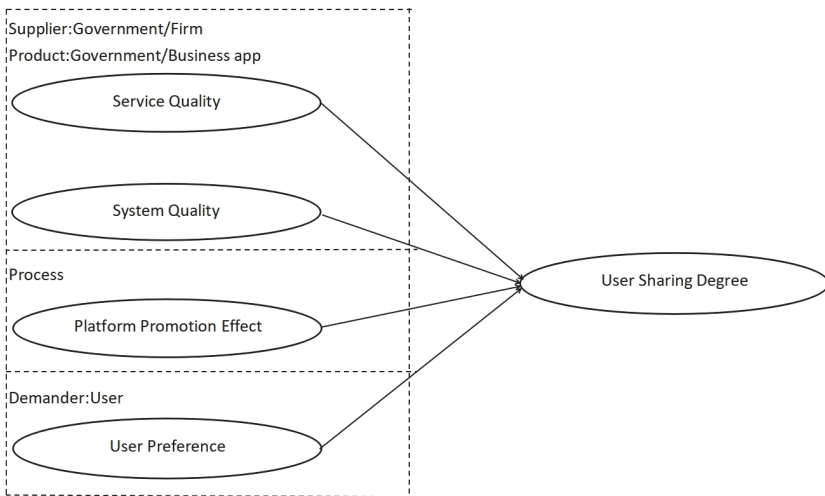 Supplier:Government/Firm
Product:Government/Business app
Service Quality
System Quality
Process
Platform Promotion Effect
Demander:User
User Preference
User Sharing Degree